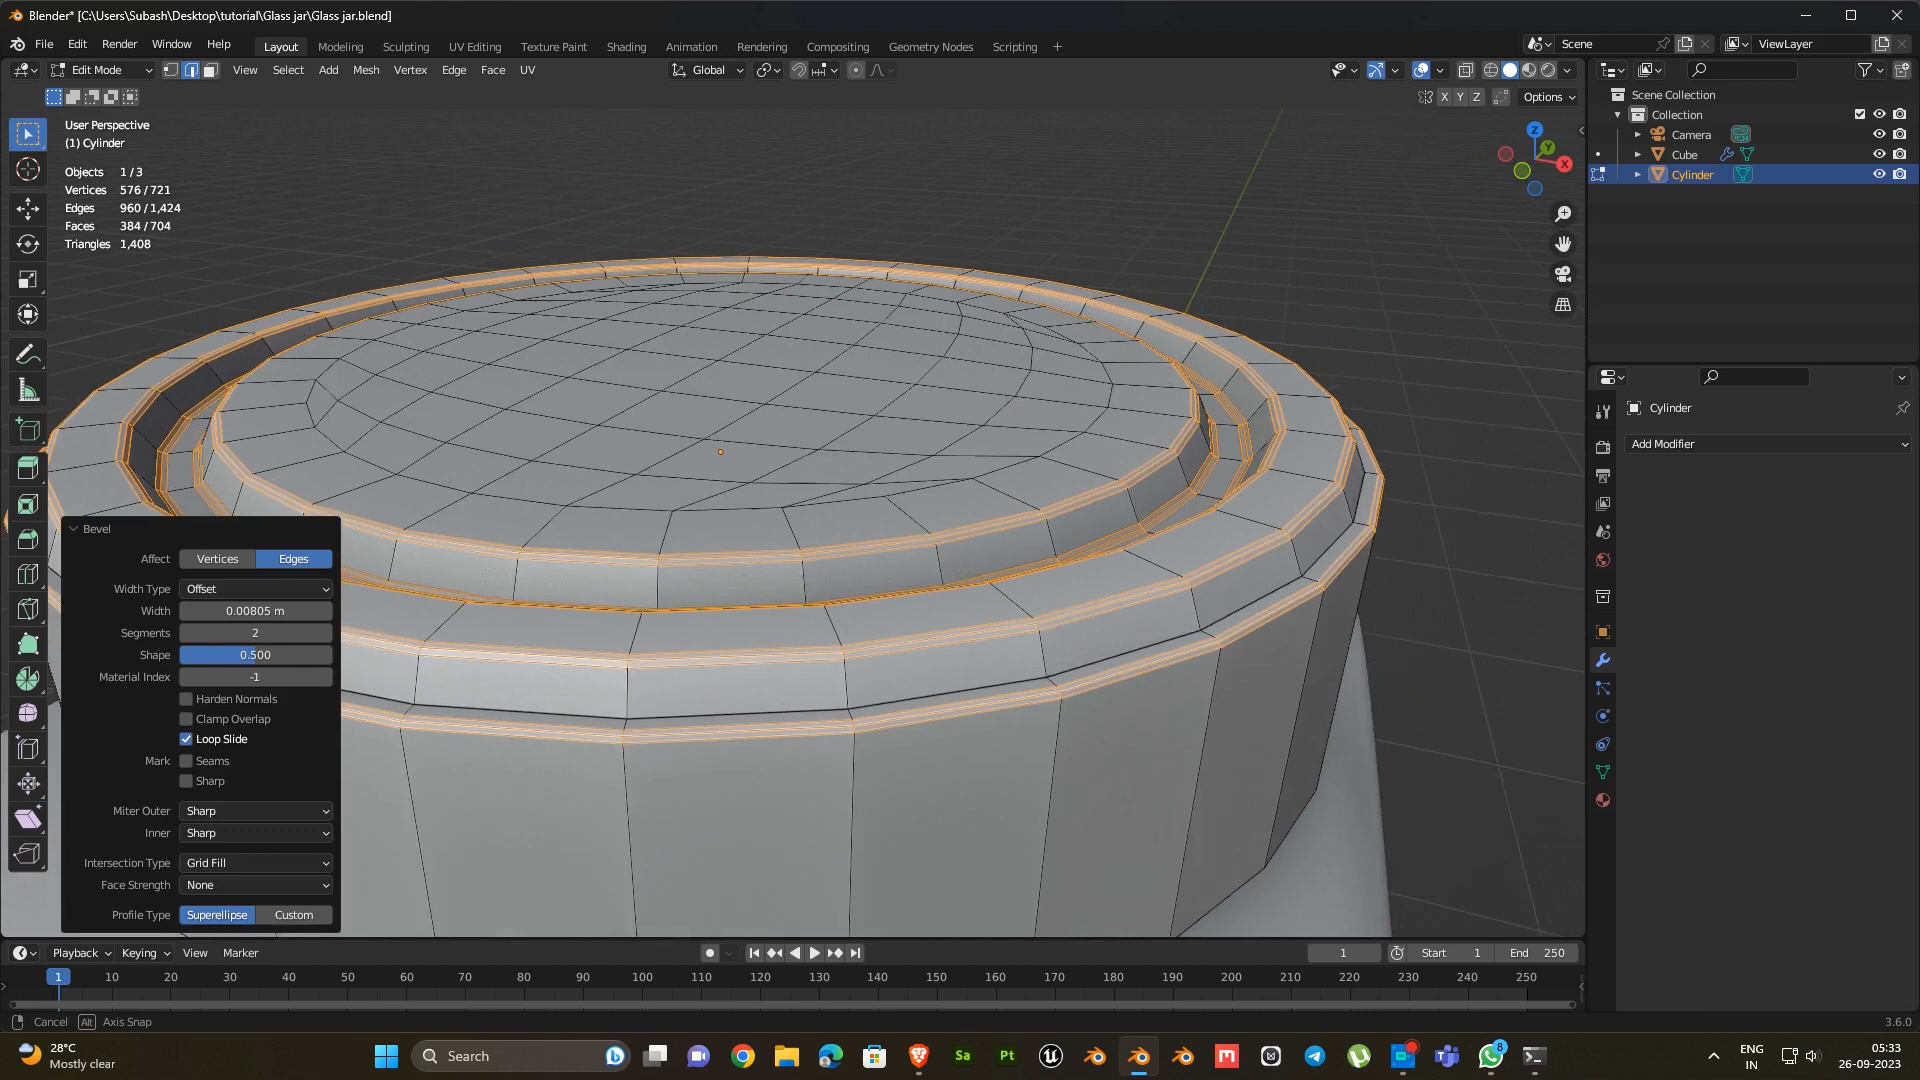 Blender* [C:\Users\Subash\Desktop\tutorial\Glass jar\Glass jar.blend]
File Edit Render Window Help Layout Modeling Sculpting UV Editing Texture Paint Shading Animation Rendering Compositing Geometry Nodes Scripting + Scene ViewLayer
Edit Mode View Select Add Mesh Vertex Edge Face UV Global
X Y Z Options
User Perspective
(1) Cylinder
Objects 1 / 3
Vertices 576 / 721
Edges 960 / 1,424
Faces 384 / 704
Triangles 1,408
Z
Y
X
Scene Collection
Collection
Camera
Cube
Cylinder
Cylinder
Add Modifier
Bevel
Affect Vertices Edges
Width Type Offset
Width 0.00805 m
Segments 2
Shape 0.500
Material Index -1
Harden Normals
Clamp Overlap
Loop Slide
Mark Seams
Sharp
Miter Outer Sharp
Inner Sharp
Intersection Type Grid Fill
Face Strength None
Profile Type Superellipse Custom
Playback Keying View Marker 1 Start 1 End 250
1 10 20 30 40 50 60 70 80 90 100 110 120 130 140 150 160 170 180 190 200 210 220 230 240 250
Cancel Alt Axis Snap 3.6.0
28°C
Mostly clear
Search
Sa Pt
8
ENG
IN
05:33
26-09-2023